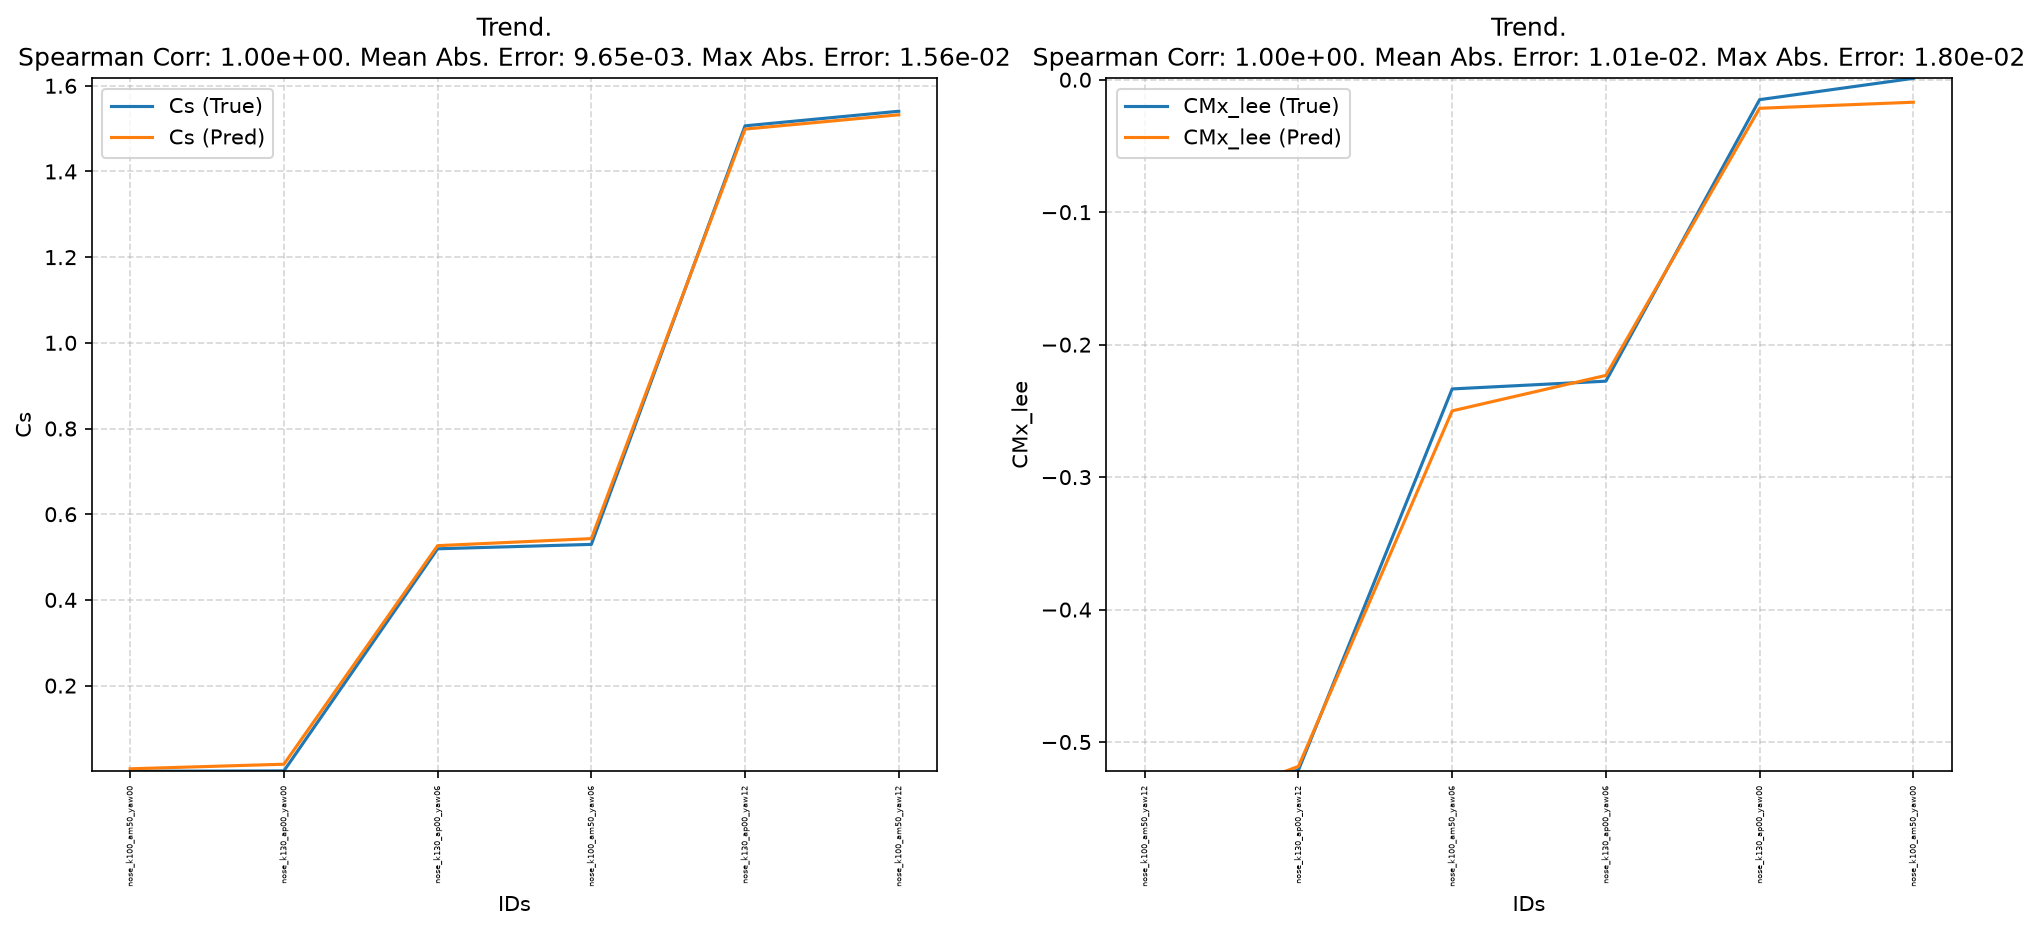 Trend.
Spearman Corr: 1.00e+00. Mean Abs. Error: 9.65e-03. Max Abs. Error: 1.56e-02
Cs (True)
Cs (Pred)
1.6
1.4
1.2
1.0
0.8
0.6
0.4
0.2
Cs
nose_k100_am50_yaw00
nose_k130_ap00_yaw00
nose_k130_ap00_yaw06
nose_k100_am50_yaw06
nose_k130_ap00_yaw12
nose_k100_am50_yaw12
IDs
Trend.
Spearman Corr: 1.00e+00. Mean Abs. Error: 1.01e-02. Max Abs. Error: 1.80e-02
CMx_lee (True)
CMx_lee (Pred)
0.0
−0.1
−0.2
−0.3
−0.4
−0.5
CMx_lee
nose_k100_am50_yaw12
nose_k130_ap00_yaw12
nose_k100_am50_yaw06
nose_k130_ap00_yaw06
nose_k130_ap00_yaw00
nose_k100_am50_yaw00
IDs